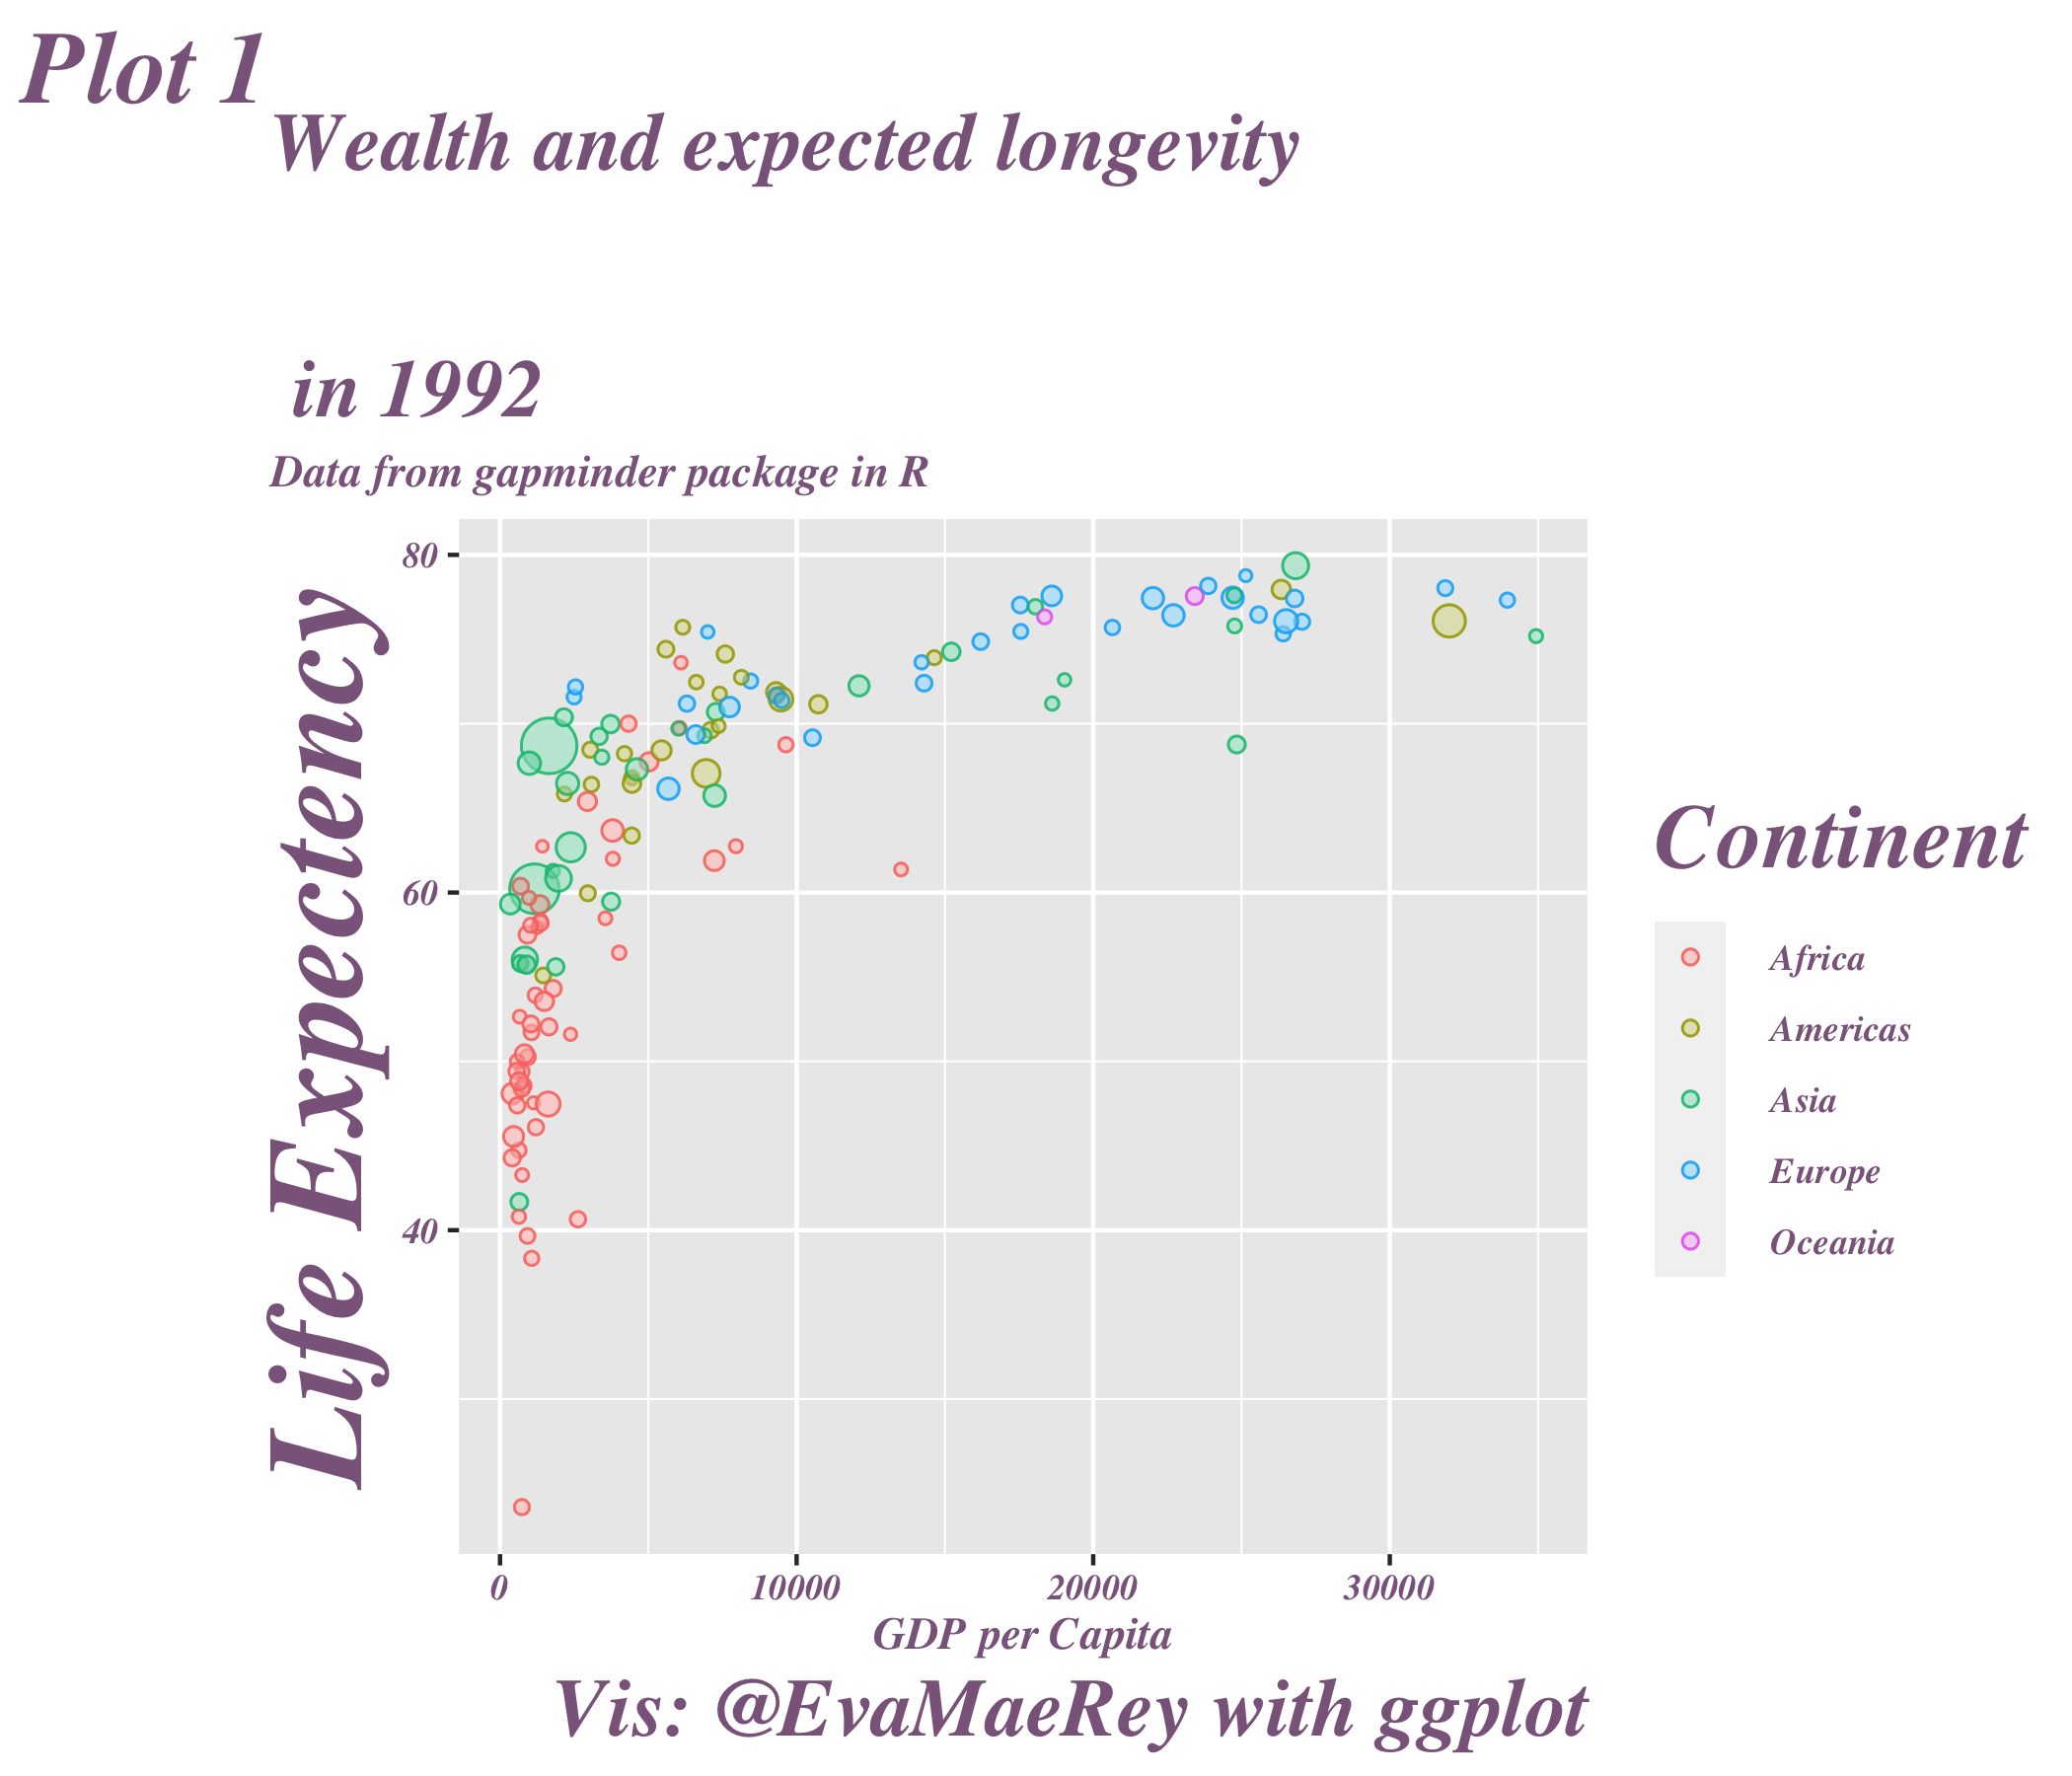 Plot 1
Wealth and expected longevity
in 1992
Data from gapminder package in R
80
60
40
Life Expectency
0 10000 20000 30000
GDP per Capita
Vis: @EvaMaeRey with ggplot
Continent
Africa
Americas
Asia
Europe
Oceania